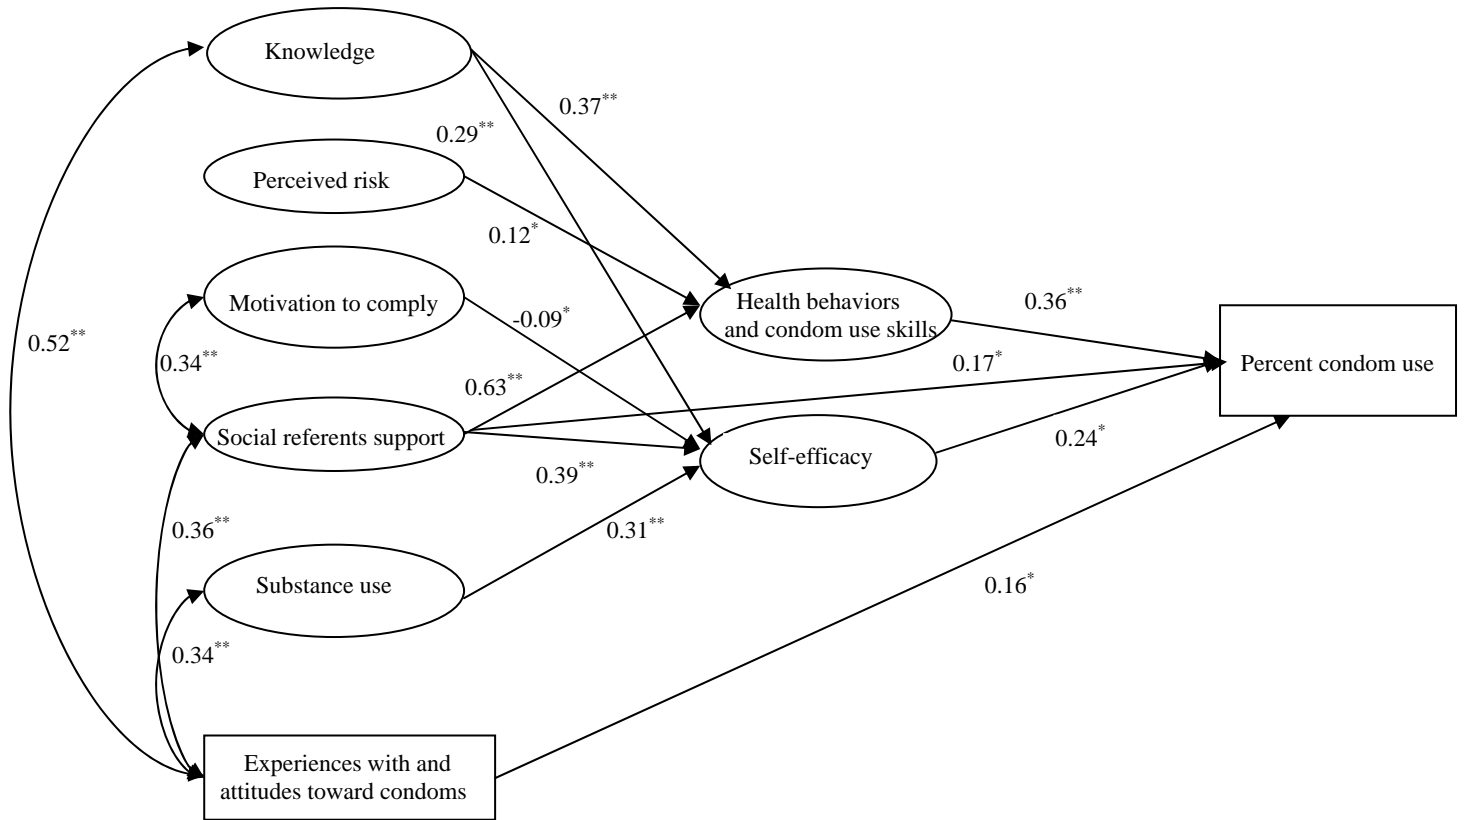 Knowledge
0.37**
0.29**
Perceived risk
0.12*
Motivation to comply
-0.09*
Health behaviors
and condom use skills
0.36**
0.52**
0.34**
0.17*
Percent condom use
0.63**
Social referents support
0.24*
Self-efficacy
0.39**
0.36**
0.31**
Substance use
0.16*
0.34**
Experiences with and
attitudes toward condoms